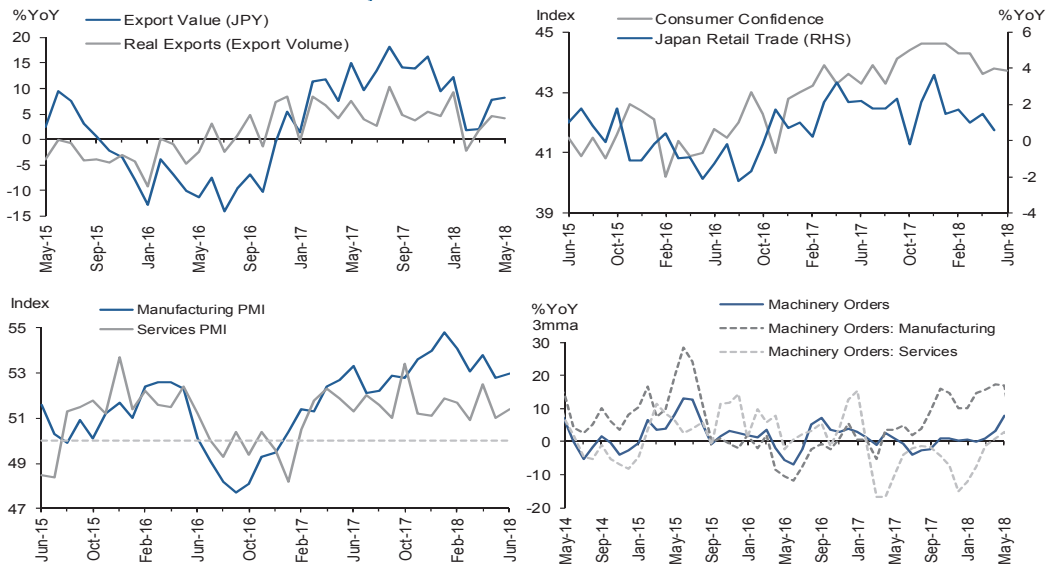 %YoY
Export Value (JPY)
Real Exports (Export Volume)
20
15
10
5
0
-5
-10
-15
May-15
Sep-15
Jan-16
May-16
Sep-16
Jan-17
May-17
Sep-17
Jan-18
May-18
Index
%YoY
Consumer Confidence
Japan Retail Trade (RHS)
45
43
41
39
6
4
2
0
-2
-4
Jun-15
Oct-15
Feb-16
Jun-16
Oct-16
Feb-17
Jun-17
Oct-17
Feb-18
Jun-18
Index
Manufacturing PMI
Services PMI
55
53
51
49
47
Jun-15
Oct-15
Feb-16
Jun-16
Oct-16
Feb-17
Jun-17
Oct-17
Feb-18
Jun-18
%YoY
3mma
Machinery Orders
Machinery Orders: Manufacturing
Machinery Orders: Services
30
20
10
0
-10
-20
May-14
Sep-14
Jan-15
May-15
Sep-15
Jan-16
May-16
Sep-16
Jan-17
May-17
Sep-17
Jan-18
May-18